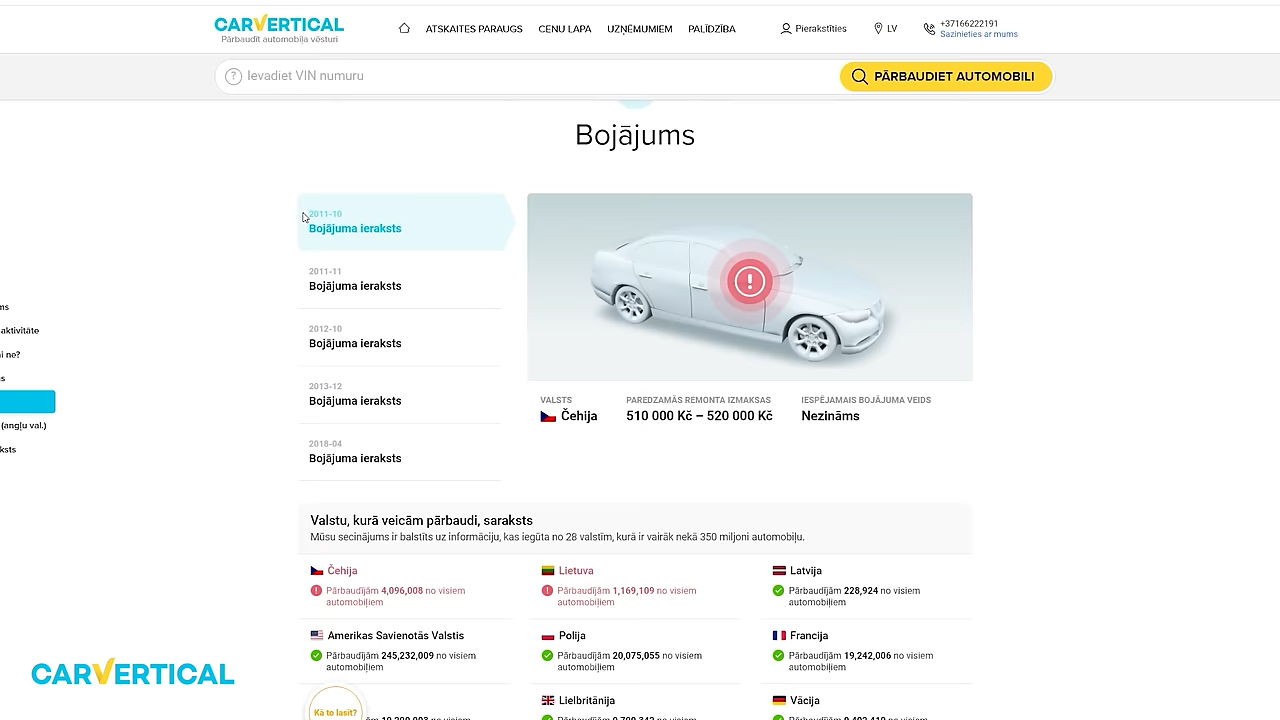 CARVERTICAL
Pārbaudīt automobiļa vēsturi
ATSKAITES PARAUGS
CENU LAPA
UZŅĒMUMIEM
PALĪDZĪBA
Pierakstīties
LV
+37166222191
Sazinieties ar mums
? Ievadiet VIN numuru
PĀRBAUDIET AUTOMOBILI
Bojājums
2011-10
Bojājuma ieraksts
2011-11
Bojājuma ieraksts
2012-10
Bojājuma ieraksts
2013-12
Bojājuma ieraksts
2018-04
Bojājuma ieraksts
ms
aktivitāte
ai ne?
s
(angļu val.)
ksts
VALSTS
Čehija
PAREDZAMĀS REMONTA IZMAKSAS
510 000 Kč – 520 000 Kč
IESPĒJAMAIS BOJĀJUMA VEIDS
Nezināms
Valstu, kurā veicām pārbaudi, saraksts
Mūsu secinājums ir balstīts uz informāciju, kas iegūta no 28 valstīm, kurā ir vairāk nekā 350 miljoni automobiļu.
Čehija
Pārbaudījām 4,096,008 no visiem
automobiļiem
Lietuva
Pārbaudījām 1,169,109 no visiem
automobiļiem
Latvija
Pārbaudījām 228,924 no visiem
automobiļiem
Amerikas Savienotās Valstis
Pārbaudījām 245,232,009 no visiem
automobiļiem
Polija
Pārbaudījām 20,075,055 no visiem
automobiļiem
Francija
Pārbaudījām 19,242,006 no visiem
automobiļiem
Lielbritānija
Vācija
Kā to lasīt?
CARVERTICAL